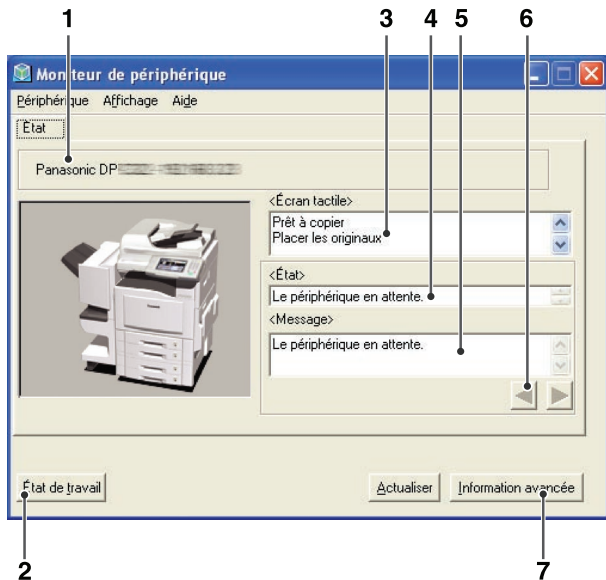 1 3 4 5 6
Moniteur de périphérique
Périphérique Affichage Aide
État
Panasonic DP
<Écran tactile>
Prêt à copier
Placer les originaux
<État>
Le périphérique en attente.
<Message>
Le périphérique en attente.
État de travail Actualiser Information avancée
2 7